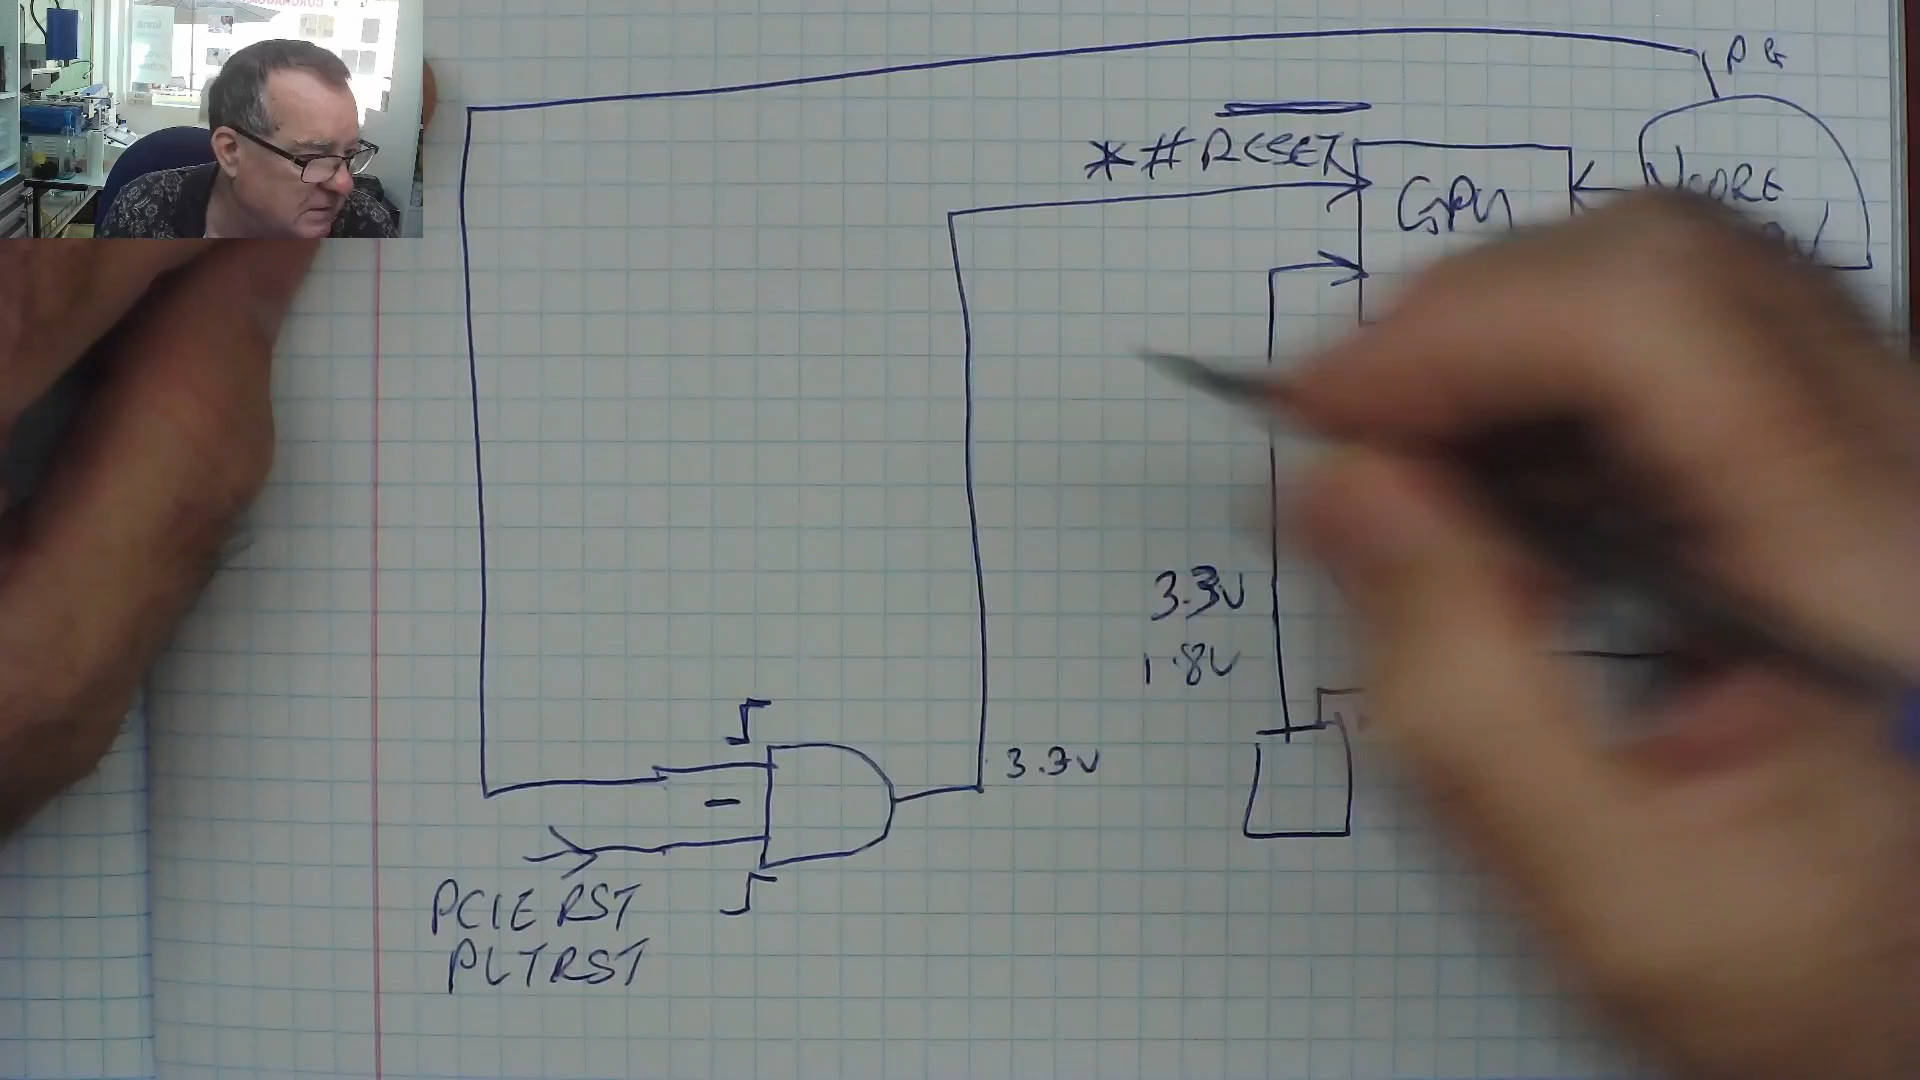 PG
*#RESET
GPU
VCORE
3.3V
1.8V
3.3V
PCIE RST
PLTRST